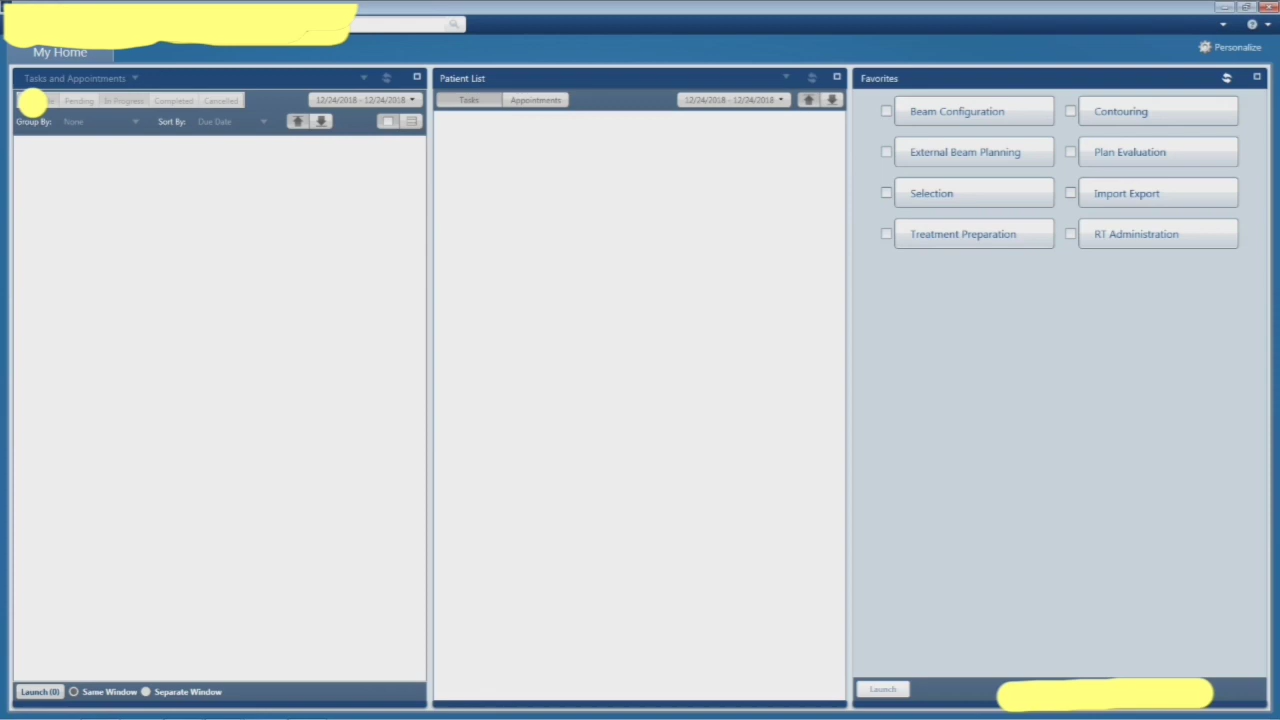 My Home
Personalize
Tasks and Appointments
Pending In Progress Completed Cancelled 12/24/2018 - 12/24/2018
Group By: None Sort By: Due Date
Launch (0) Same Window Separate Window
Patient List
Tasks Appointments 12/24/2018 - 12/24/2018
Favorites
Beam Configuration Contouring
External Beam Planning Plan Evaluation
Selection Import Export
Treatment Preparation RT Administration
Launch